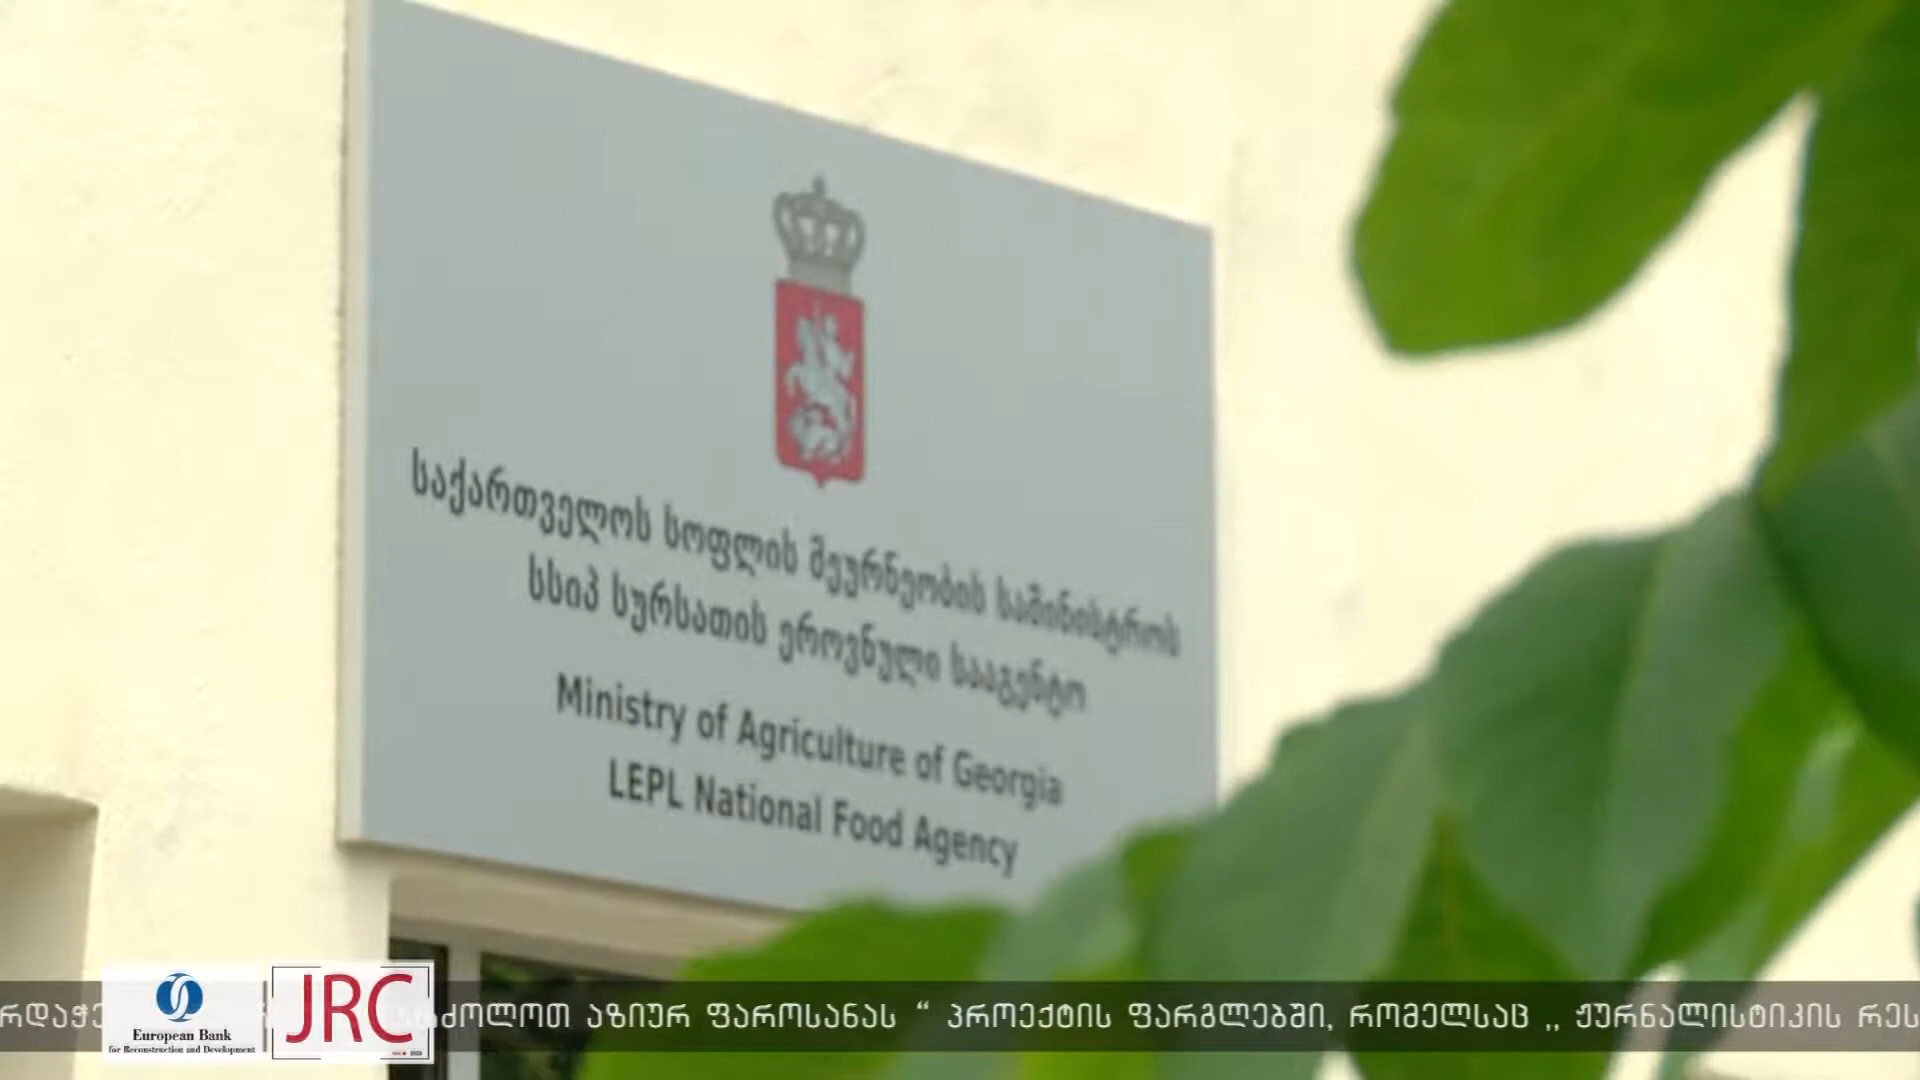 საქართველოს სოფლის მეურნეობის სამინისტროს
სსიპ სურსათის ეროვნული სააგენტო
Ministry of Agriculture of Georgia
LEPL National Food Agency
აზიურ ფაროსანას “ პროექტის ფარგლებში, რომელსაც ,, ჟურნალისტიკის
European Bank
for Reconstruction and Development
JRC